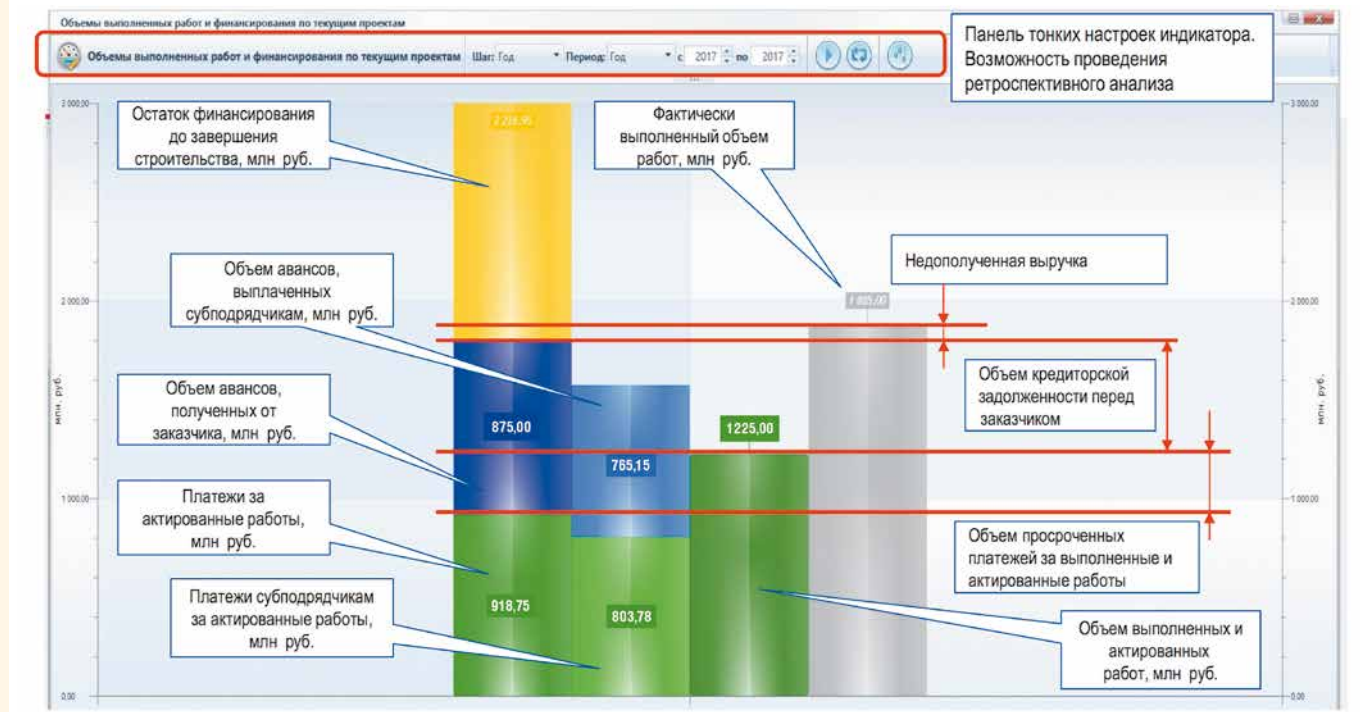 Объемы выполненных работ и финансирования по текущим проектам
Объемы выполненных работ и финансирования по текущим проектам Шаг: Год Период: Год с 2017 по 2017
Панель тонких настроек индикатора.
Возможность проведения
ретроспективного анализа
3 000,00
2 000,00
1 000,00
0,00
млн. руб.
Остаток финансирования
до завершения
строительства, млн руб.
Фактически
выполненный объем
работ, млн руб.
Недополученная выручка
Объем авансов,
выплаченных
субподрядчикам, млн руб.
Объем кредиторской
задолженности перед
заказчиком
Объем авансов,
полученных от
заказчика, млн руб.
875,00
765,15
1225,00
Платежи за
актированные работы,
млн руб.
Объем просроченных
платежей за выполненные и
актированные работы
Платежи субподрядчикам
за актированные работы,
млн руб.
918,75
803,78
Объем выполненных и
актированных
работ, млн руб.
3 000,00
2 000,00
1 000,00
0,00
млн. руб.